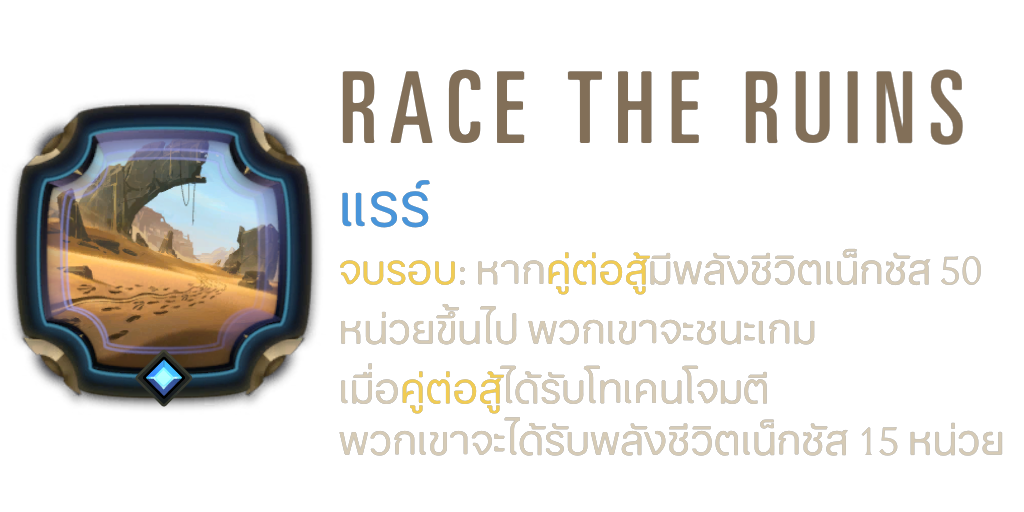 RACE THE RUINS
แรร์
จบรอบ: หากคู่ต่อสู้มีพลังชีวิตเน็กซัส 50
หน่วยขึ้นไป พวกเขาจะชนะเกม
เมื่อคู่ต่อสู้ได้รับโทเคนโจมตี
พวกเขาจะได้รับพลังชีวิตเน็กซัส 15 หน่วย